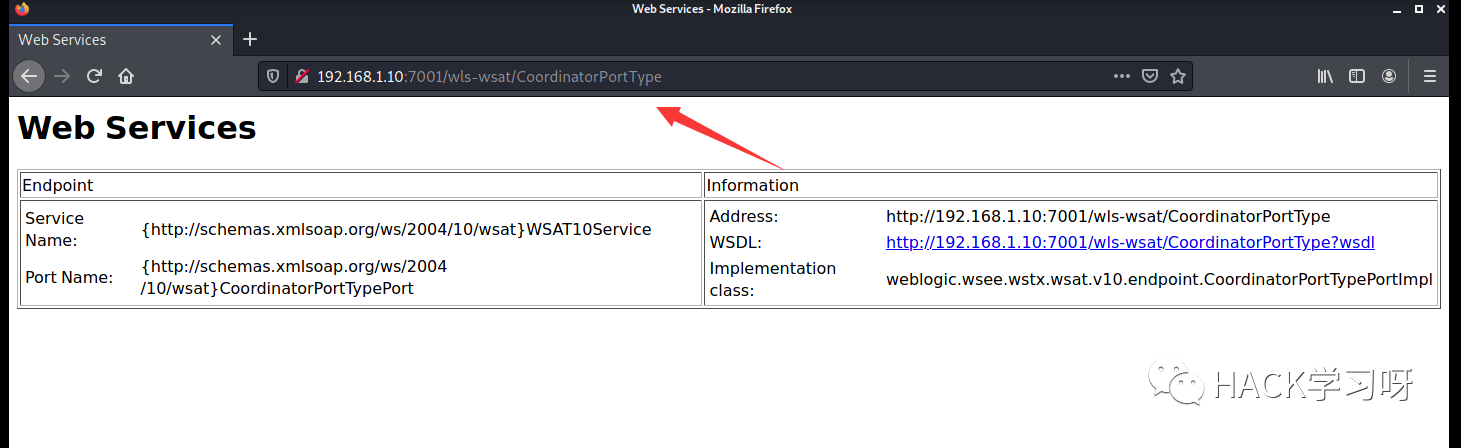 Web Services - Mozilla Firefox
Web Services
192.168.1.10:7001/wls-wsat/CoordinatorPortType
Web Services
Endpoint
Information
Service
Name:
{http://schemas.xmlsoap.org/ws/2004/10/wsat}WSAT10Service
Port Name:
{http://schemas.xmlsoap.org/ws/2004
/10/wsat}CoordinatorPortTypePort
Address:
http://192.168.1.10:7001/wls-wsat/CoordinatorPortType
WSDL:
http://192.168.1.10:7001/wls-wsat/CoordinatorPortType?wsdl
Implementation
class:
weblogic.wsee.wstx.wsat.v10.endpoint.CoordinatorPortTypePortImpl
HACK学习呀